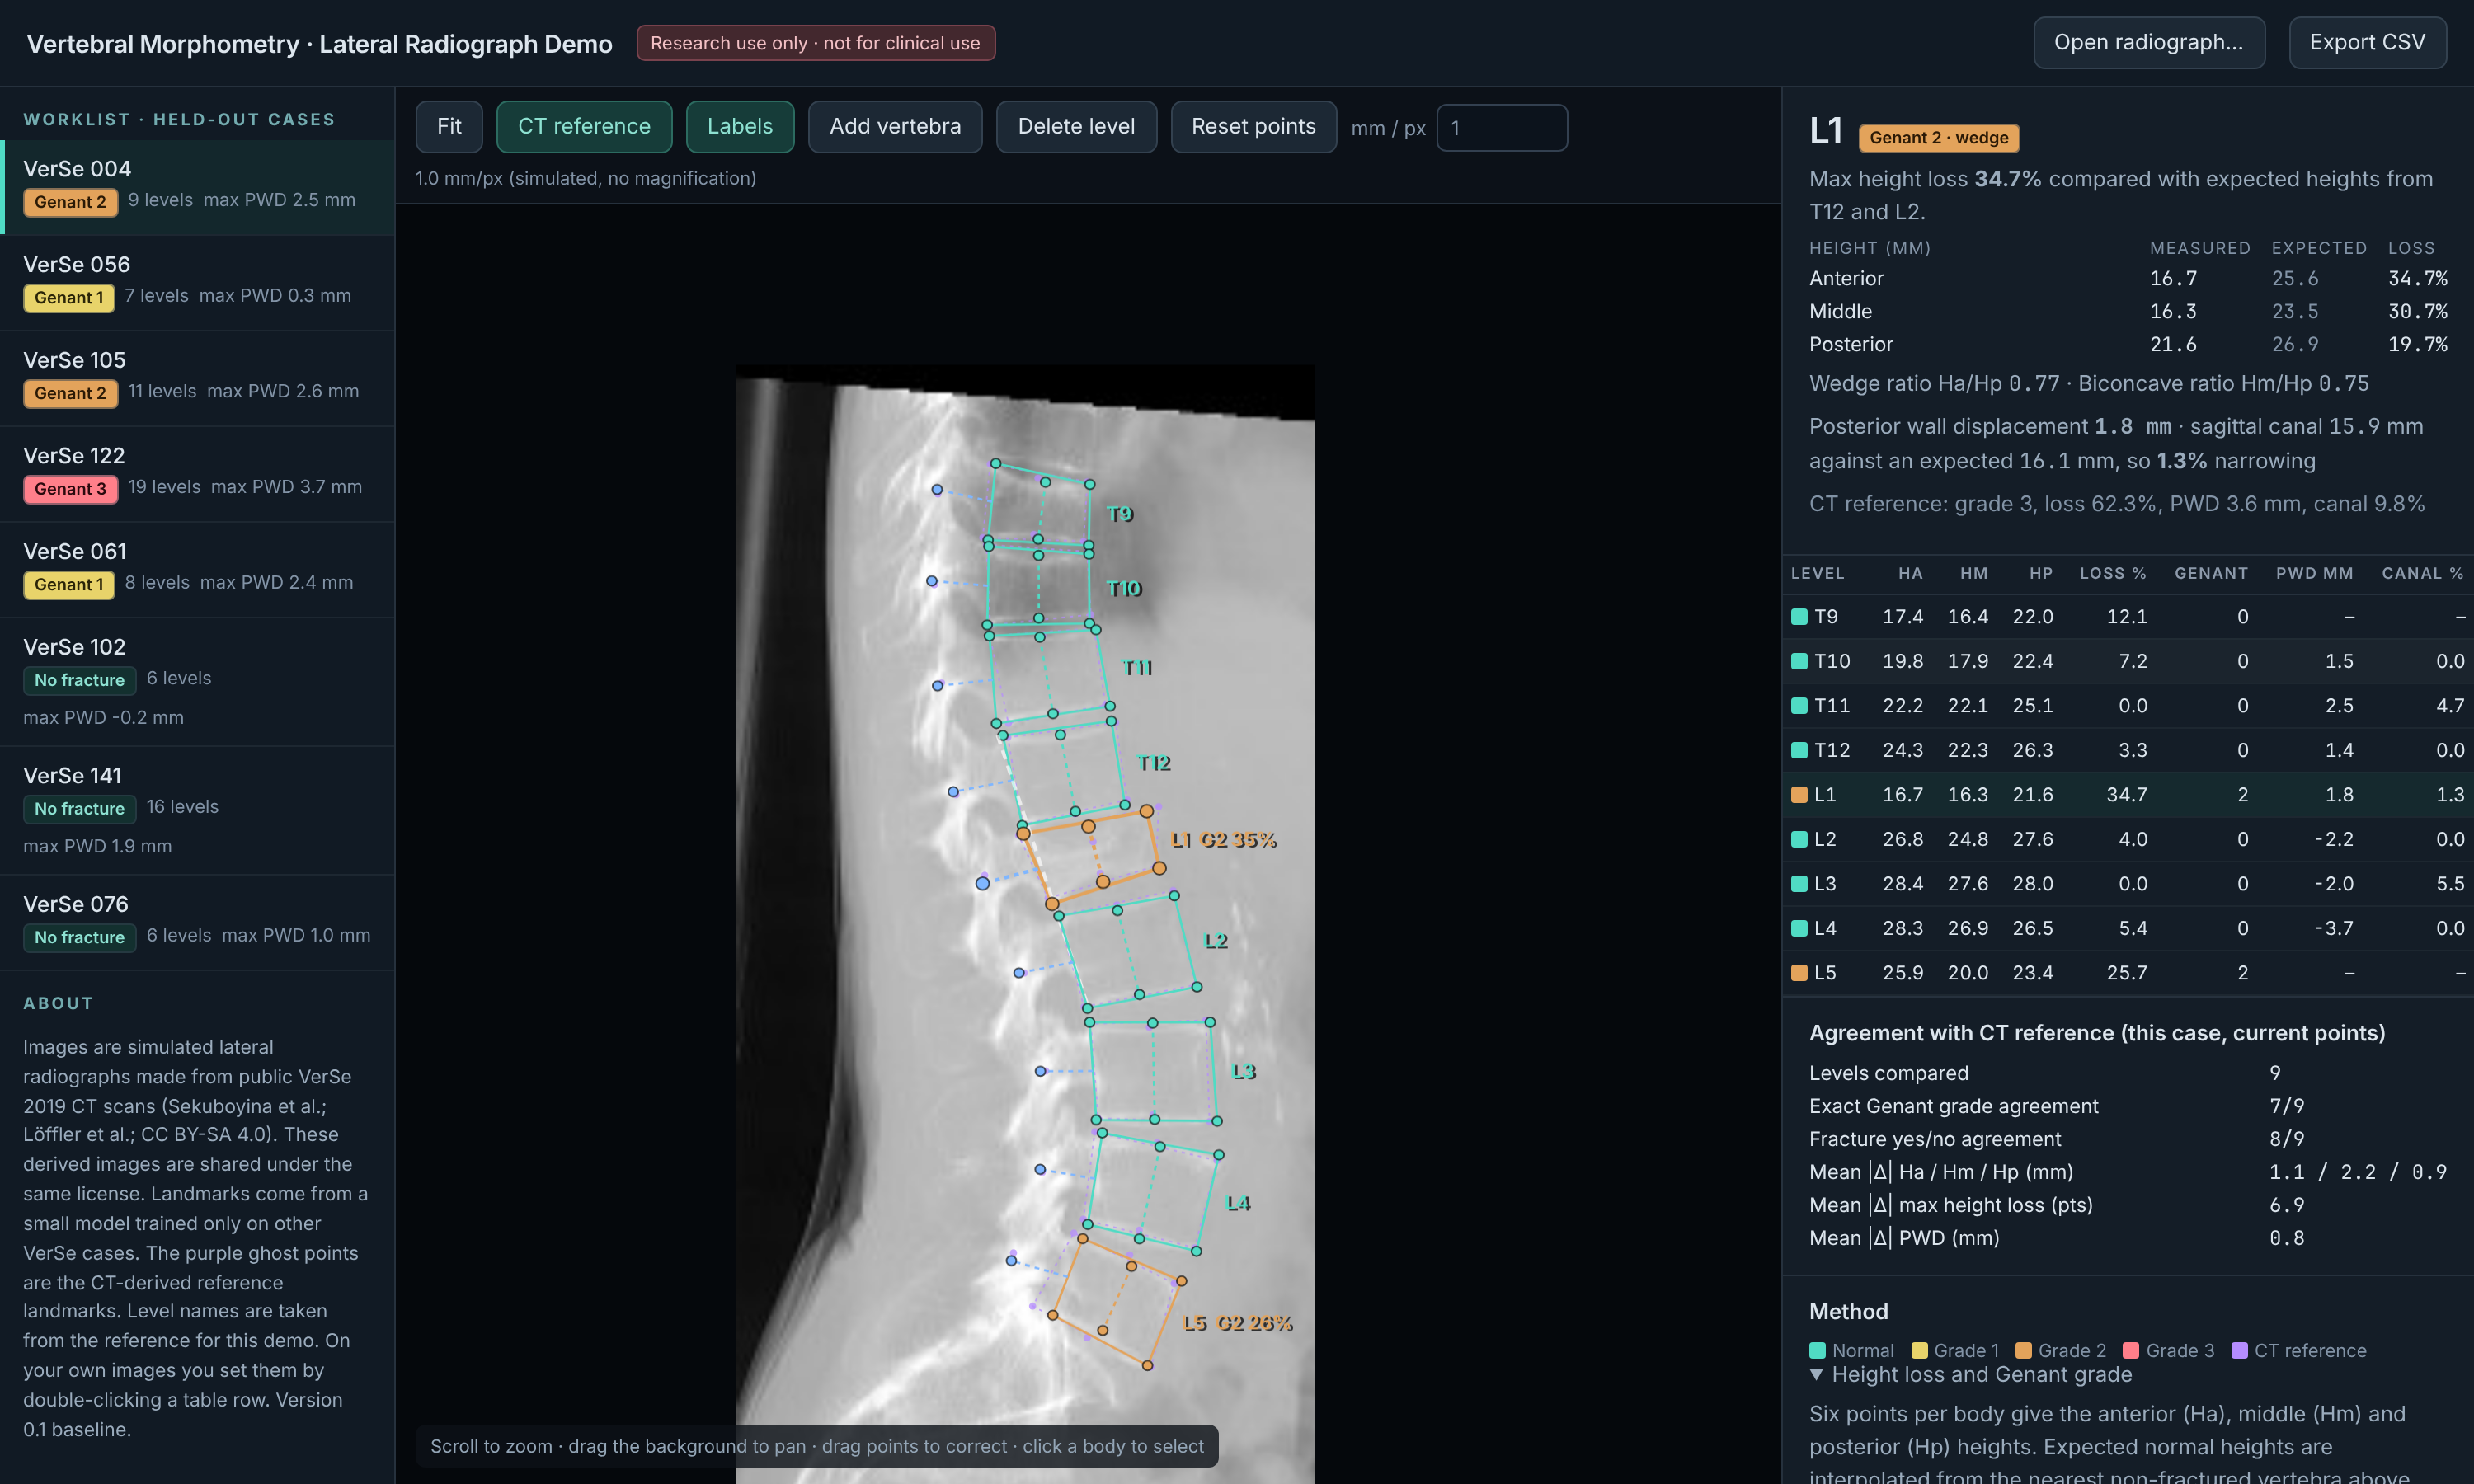 Vertebral Morphometry · Lateral Radiograph Demo
Research use only · not for clinical use
Open radiograph...
Export CSV
WORKLIST · HELD-OUT CASES
VerSe 004
Genant 2 9 levels max PWD 2.5 mm
VerSe 056
Genant 1 7 levels max PWD 0.3 mm
VerSe 105
Genant 2 11 levels max PWD 2.6 mm
VerSe 122
Genant 3 19 levels max PWD 3.7 mm
VerSe 061
Genant 1 8 levels max PWD 2.4 mm
VerSe 102
No fracture 6 levels
max PWD -0.2 mm
VerSe 141
No fracture 16 levels
max PWD 1.9 mm
VerSe 076
No fracture 6 levels max PWD 1.0 mm
ABOUT
Images are simulated lateral
radiographs made from public VerSe
2019 CT scans (Sekuboyina et al.;
Löffler et al.; CC BY-SA 4.0). These
derived images are shared under the
same license. Landmarks come from a
small model trained only on other
VerSe cases. The purple ghost points
are the CT-derived reference
landmarks. Level names are taken
from the reference for this demo. On
your own images you set them by
double-clicking a table row. Version
0.1 baseline.
Fit
CT reference
Labels
Add vertebra
Delete level
Reset points
mm / px 1
1.0 mm/px (simulated, no magnification)
T9
T10
T11
T12
L1 G2 35%
L2
L3
L4
L5 G2 26%
Scroll to zoom · drag the background to pan · drag points to correct · click a body to select
L1 Genant 2 · wedge
Max height loss 34.7% compared with expected heights from
T12 and L2.
HEIGHT (MM) MEASURED EXPECTED LOSS
Anterior 16.7 25.6 34.7%
Middle 16.3 23.5 30.7%
Posterior 21.6 26.9 19.7%
Wedge ratio Ha/Hp 0.77 · Biconcave ratio Hm/Hp 0.75
Posterior wall displacement 1.8 mm · sagittal canal 15.9 mm
against an expected 16.1 mm, so 1.3% narrowing
CT reference: grade 3, loss 62.3%, PWD 3.6 mm, canal 9.8%
LEVEL HA HM HP LOSS % GENANT PWD MM CANAL %
T9 17.4 16.4 22.0 12.1 0 – –
T10 19.8 17.9 22.4 7.2 0 1.5 0.0
T11 22.2 22.1 25.1 0.0 0 2.5 4.7
T12 24.3 22.3 26.3 3.3 0 1.4 0.0
L1 16.7 16.3 21.6 34.7 2 1.8 1.3
L2 26.8 24.8 27.6 4.0 0 -2.2 0.0
L3 28.4 27.6 28.0 0.0 0 -2.0 5.5
L4 28.3 26.9 26.5 5.4 0 -3.7 0.0
L5 25.9 20.0 23.4 25.7 2 – –
Agreement with CT reference (this case, current points)
Levels compared 9
Exact Genant grade agreement 7/9
Fracture yes/no agreement 8/9
Mean |Δ| Ha / Hm / Hp (mm) 1.1 / 2.2 / 0.9
Mean |Δ| max height loss (pts) 6.9
Mean |Δ| PWD (mm) 0.8
Method
Normal Grade 1 Grade 2 Grade 3 CT reference
▼ Height loss and Genant grade
Six points per body give the anterior (Ha), middle (Hm) and
posterior (Hp) heights. Expected normal heights are
interpolated from the nearest non-fractured vertebra above